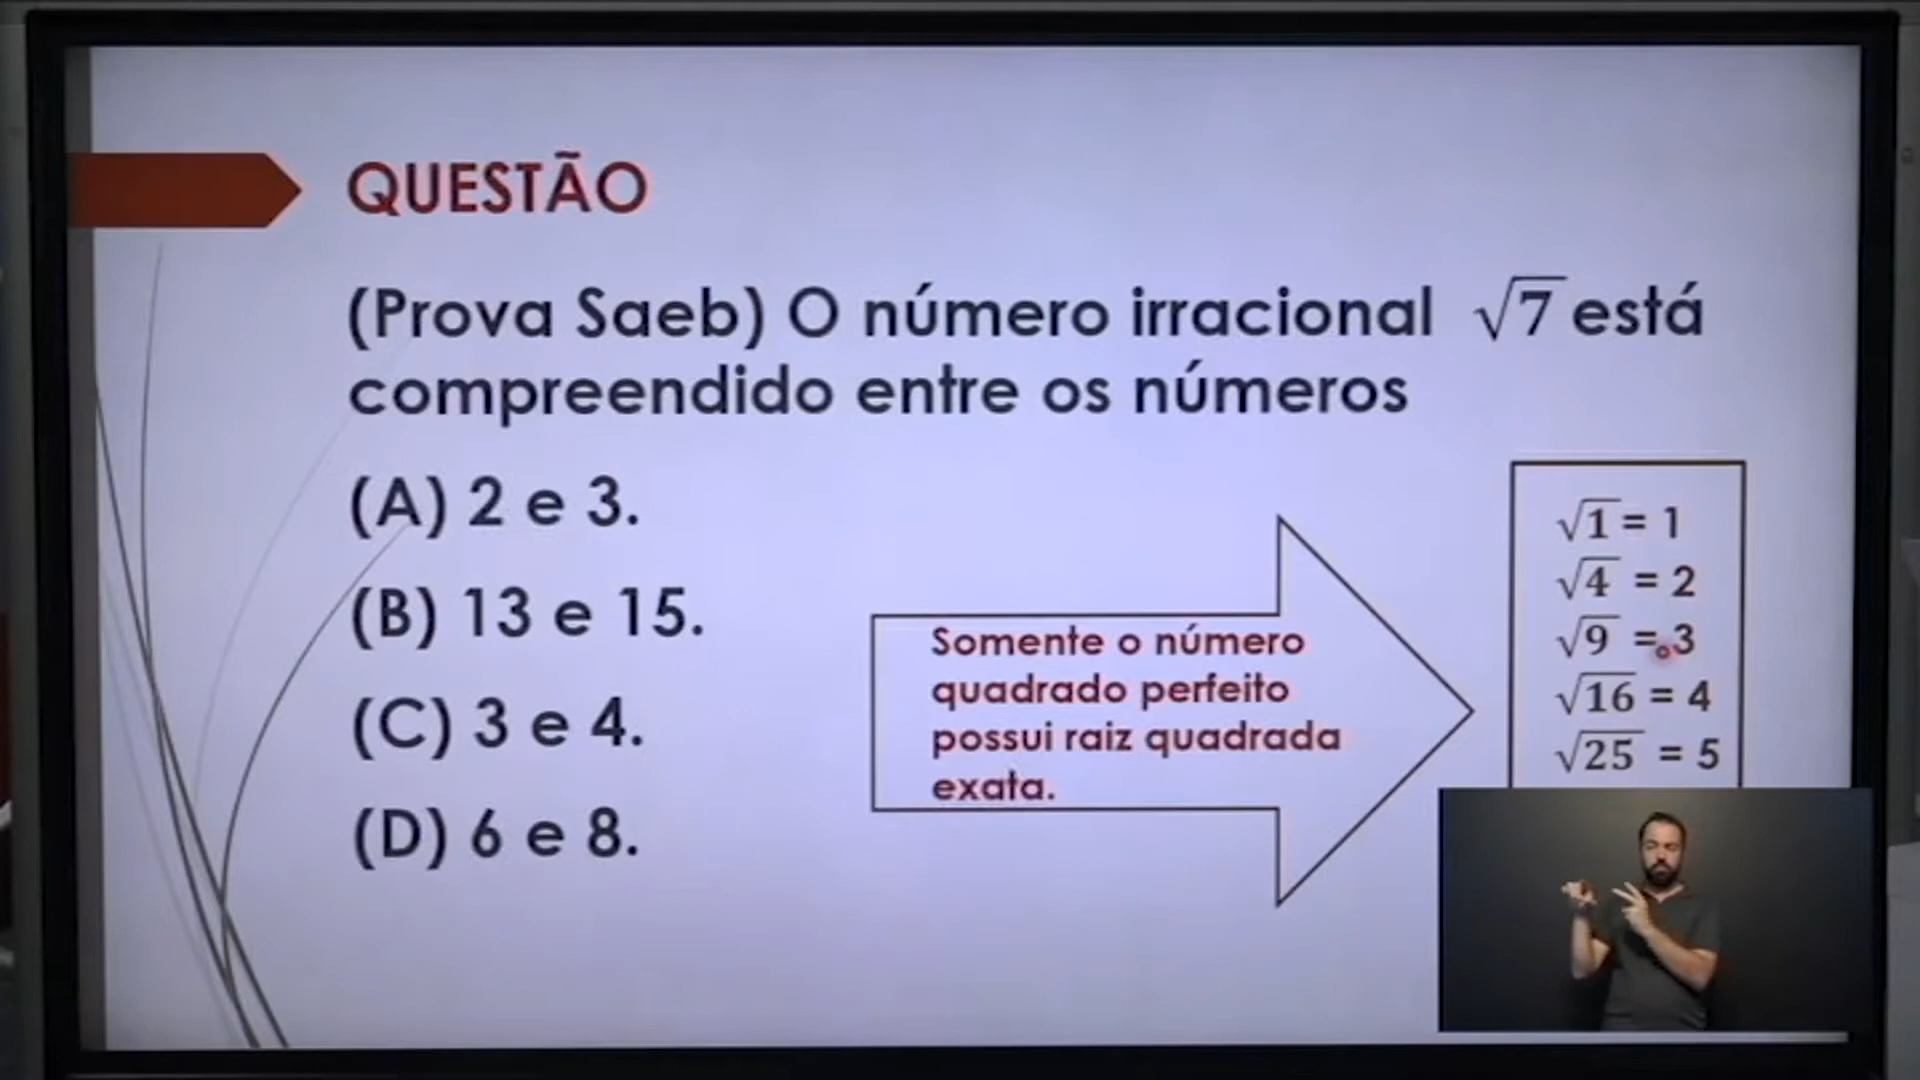 QUESTÃO
(Prova Saeb) O número irracional √7 está
compreendido entre os números
(A) 2 e 3.
(B) 13 e 15.
(C) 3 e 4.
(D) 6 e 8.
Somente o número
quadrado perfeito
possui raiz quadrada
exata.
√1 = 1
√4 = 2
√9 = 3
√16 = 4
√25 = 5